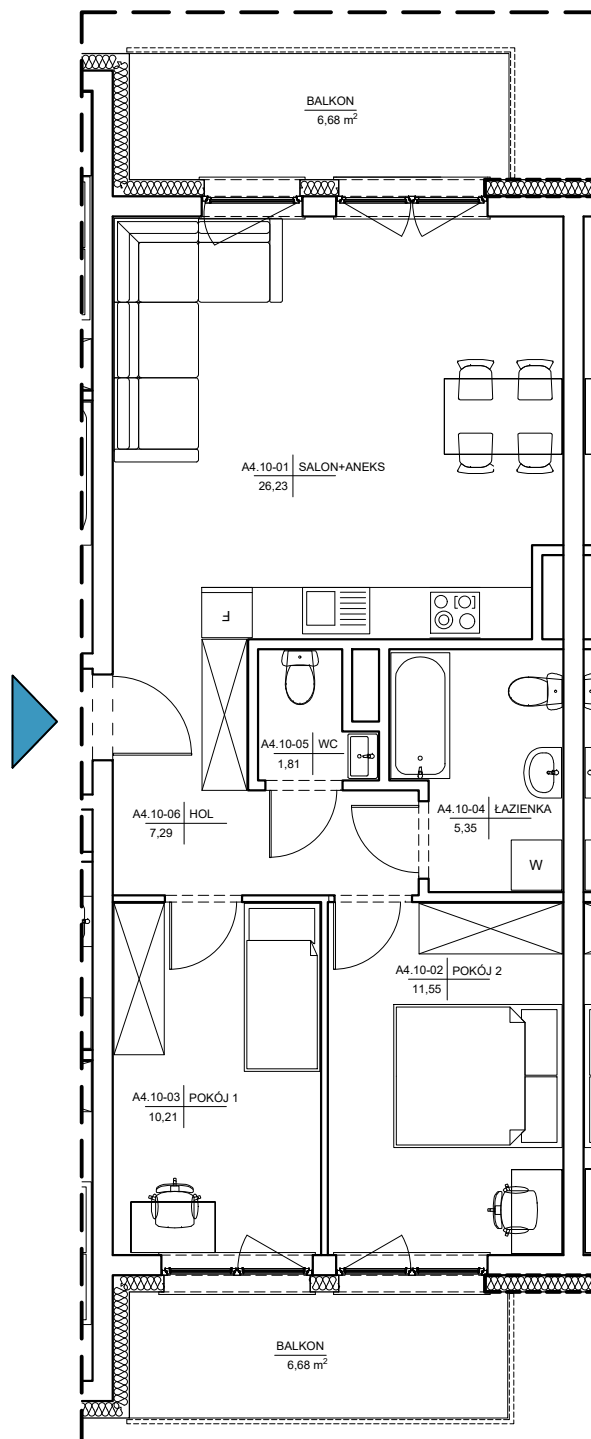 BALKON
6,68 m²
A4.10-01 SALON+ANEKS
26,23
F
A4.10-05 WC
1,81
A4.10-06 HOL
7,29
A4.10-04 ŁAZIENKA
5,35
W
A4.10-02 POKÓJ 2
11,55
A4.10-03 POKÓJ 1
10,21
BALKON
6,68 m²